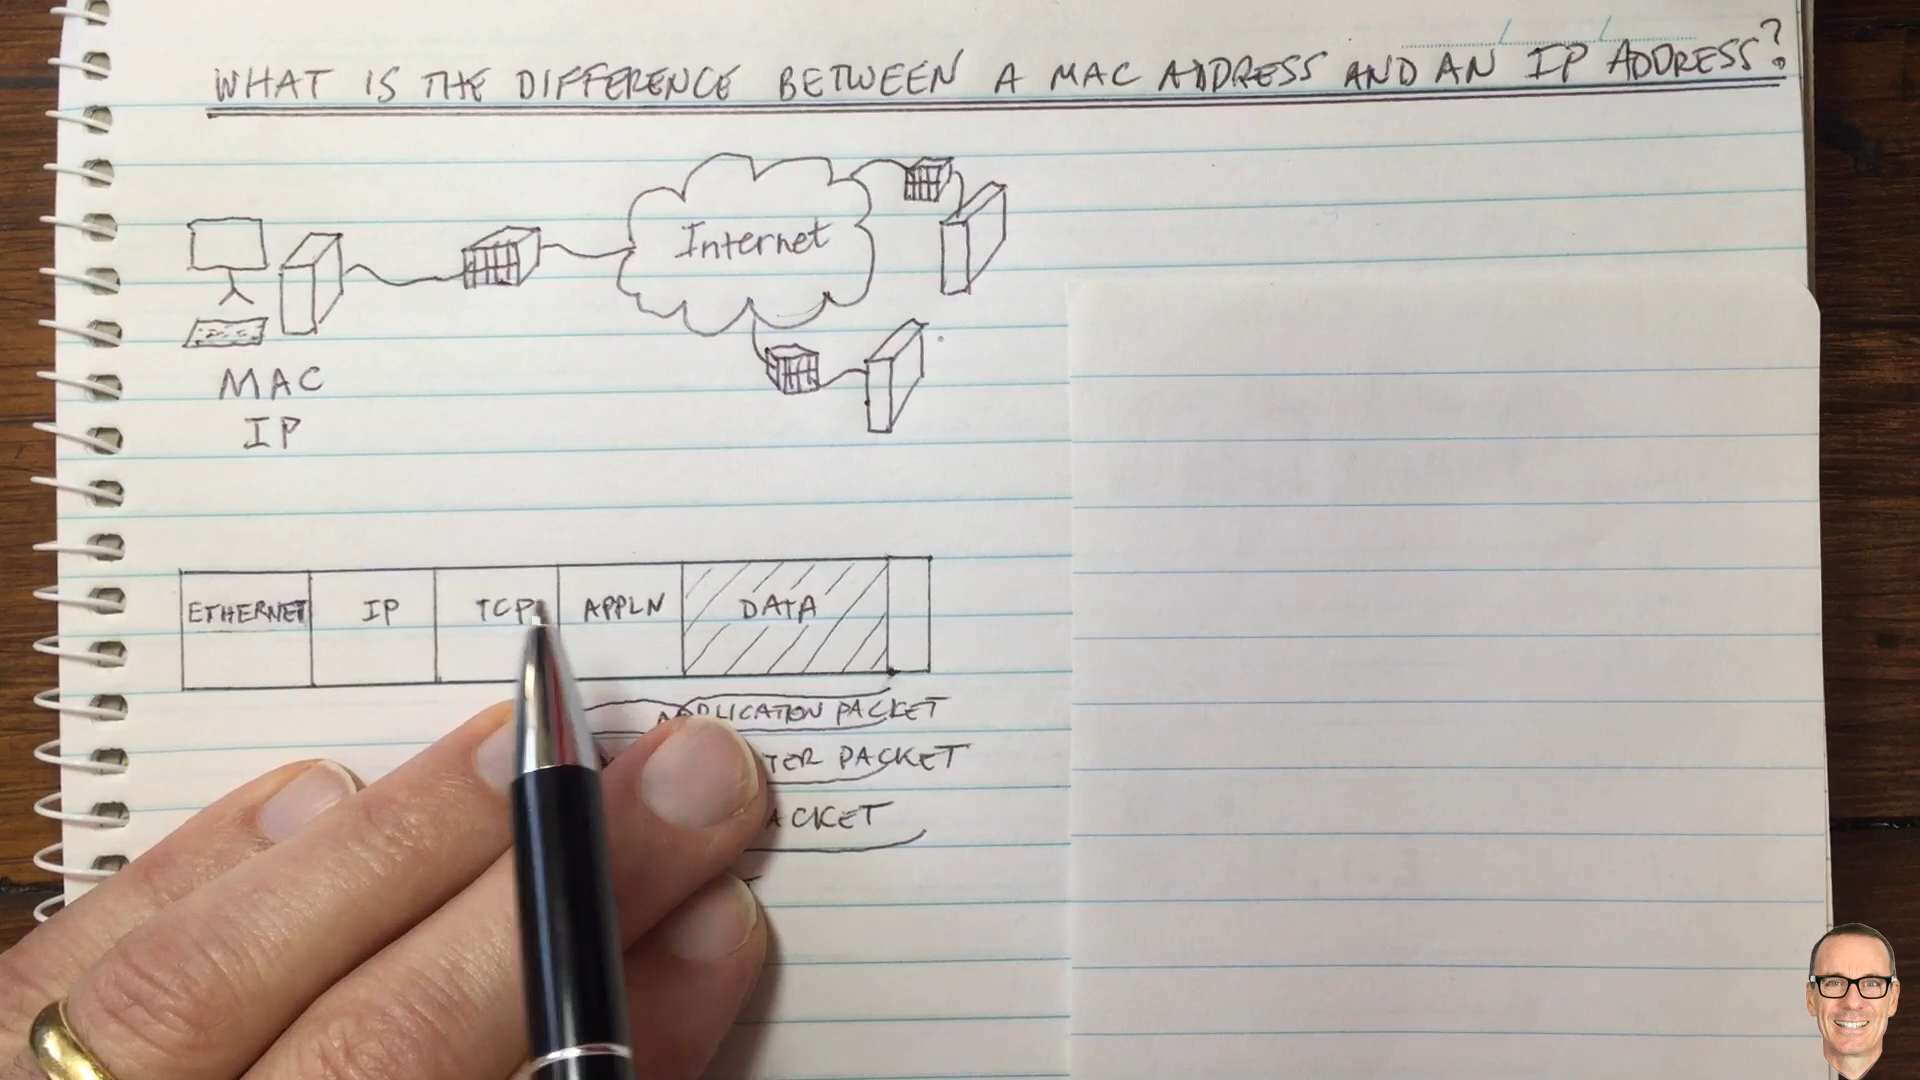 WHAT IS THE DIFFERENCE BETWEEN A MAC ADDRESS AND AN IP ADDRESS?
Internet
MAC
IP
ETHERNET IP TCP APPLN DATA
APPLICATION PACKET
PACKET